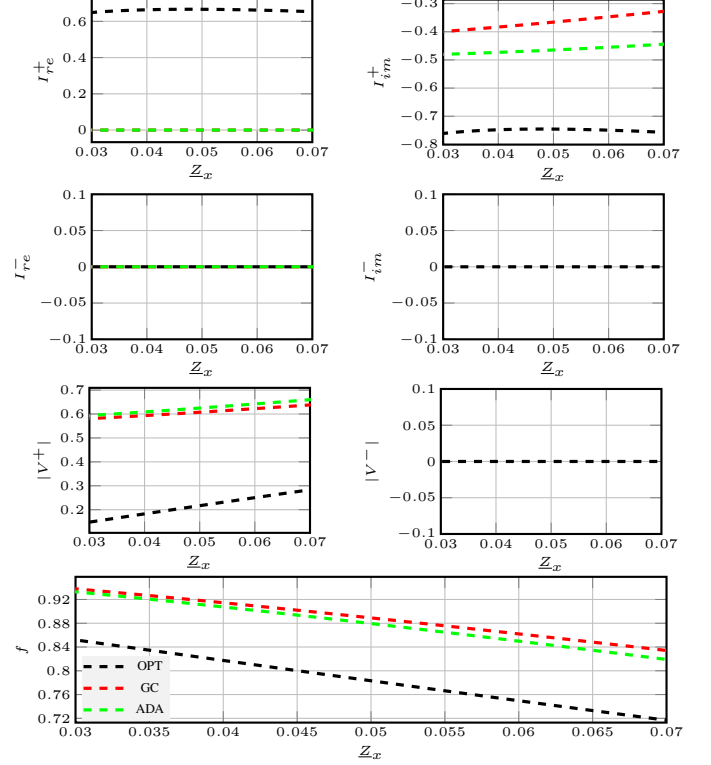 0.6
0.4
0.2
0
0.03 0.04 0.05 0.06 0.07
Z_x
I_{re}^+
−0.3
−0.4
−0.5
−0.6
−0.7
−0.8
0.03 0.04 0.05 0.06 0.07
Z_x
I_{im}^+
0.1
0.05
0
−0.05
−0.1
0.03 0.04 0.05 0.06 0.07
Z_x
I_{re}^−
0.1
0.05
0
−0.05
−0.1
0.03 0.04 0.05 0.06 0.07
Z_x
I_{im}^−
0.7
0.6
0.5
0.4
0.3
0.2
0.03 0.04 0.05 0.06 0.07
Z_x
|V^+|
0.1
0.05
0
−0.05
−0.1
0.03 0.04 0.05 0.06 0.07
Z_x
|V^−|
0.92
0.88
0.84
0.8
0.76
0.72
f
OPT
GC
ADA
0.03 0.035 0.04 0.045 0.05 0.055 0.06 0.065 0.07
Z_x